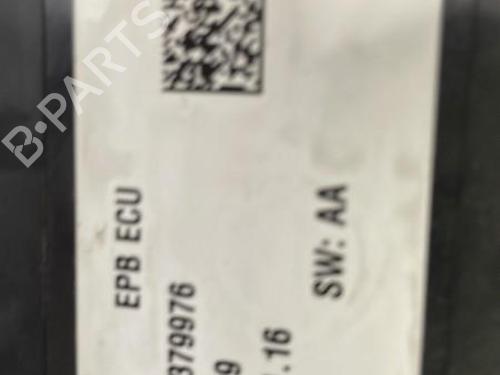 EPB ECU
379976
9
.16
SW: AA
B-PARTS